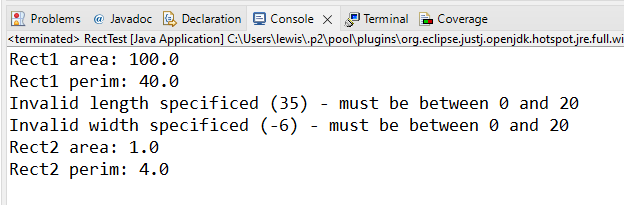 Problems @ Javadoc Declaration Console Terminal Coverage
<terminated> RectTest [Java Application] C:\Users\lewis\.p2\pool\plugins\org.eclipse.justj.openjdk.hotspot.jre.full.wi
Rect1 area: 100.0
Rect1 perim: 40.0
Invalid length specificed (35) - must be between 0 and 20
Invalid width specificed (-6) - must be between 0 and 20
Rect2 area: 1.0
Rect2 perim: 4.0